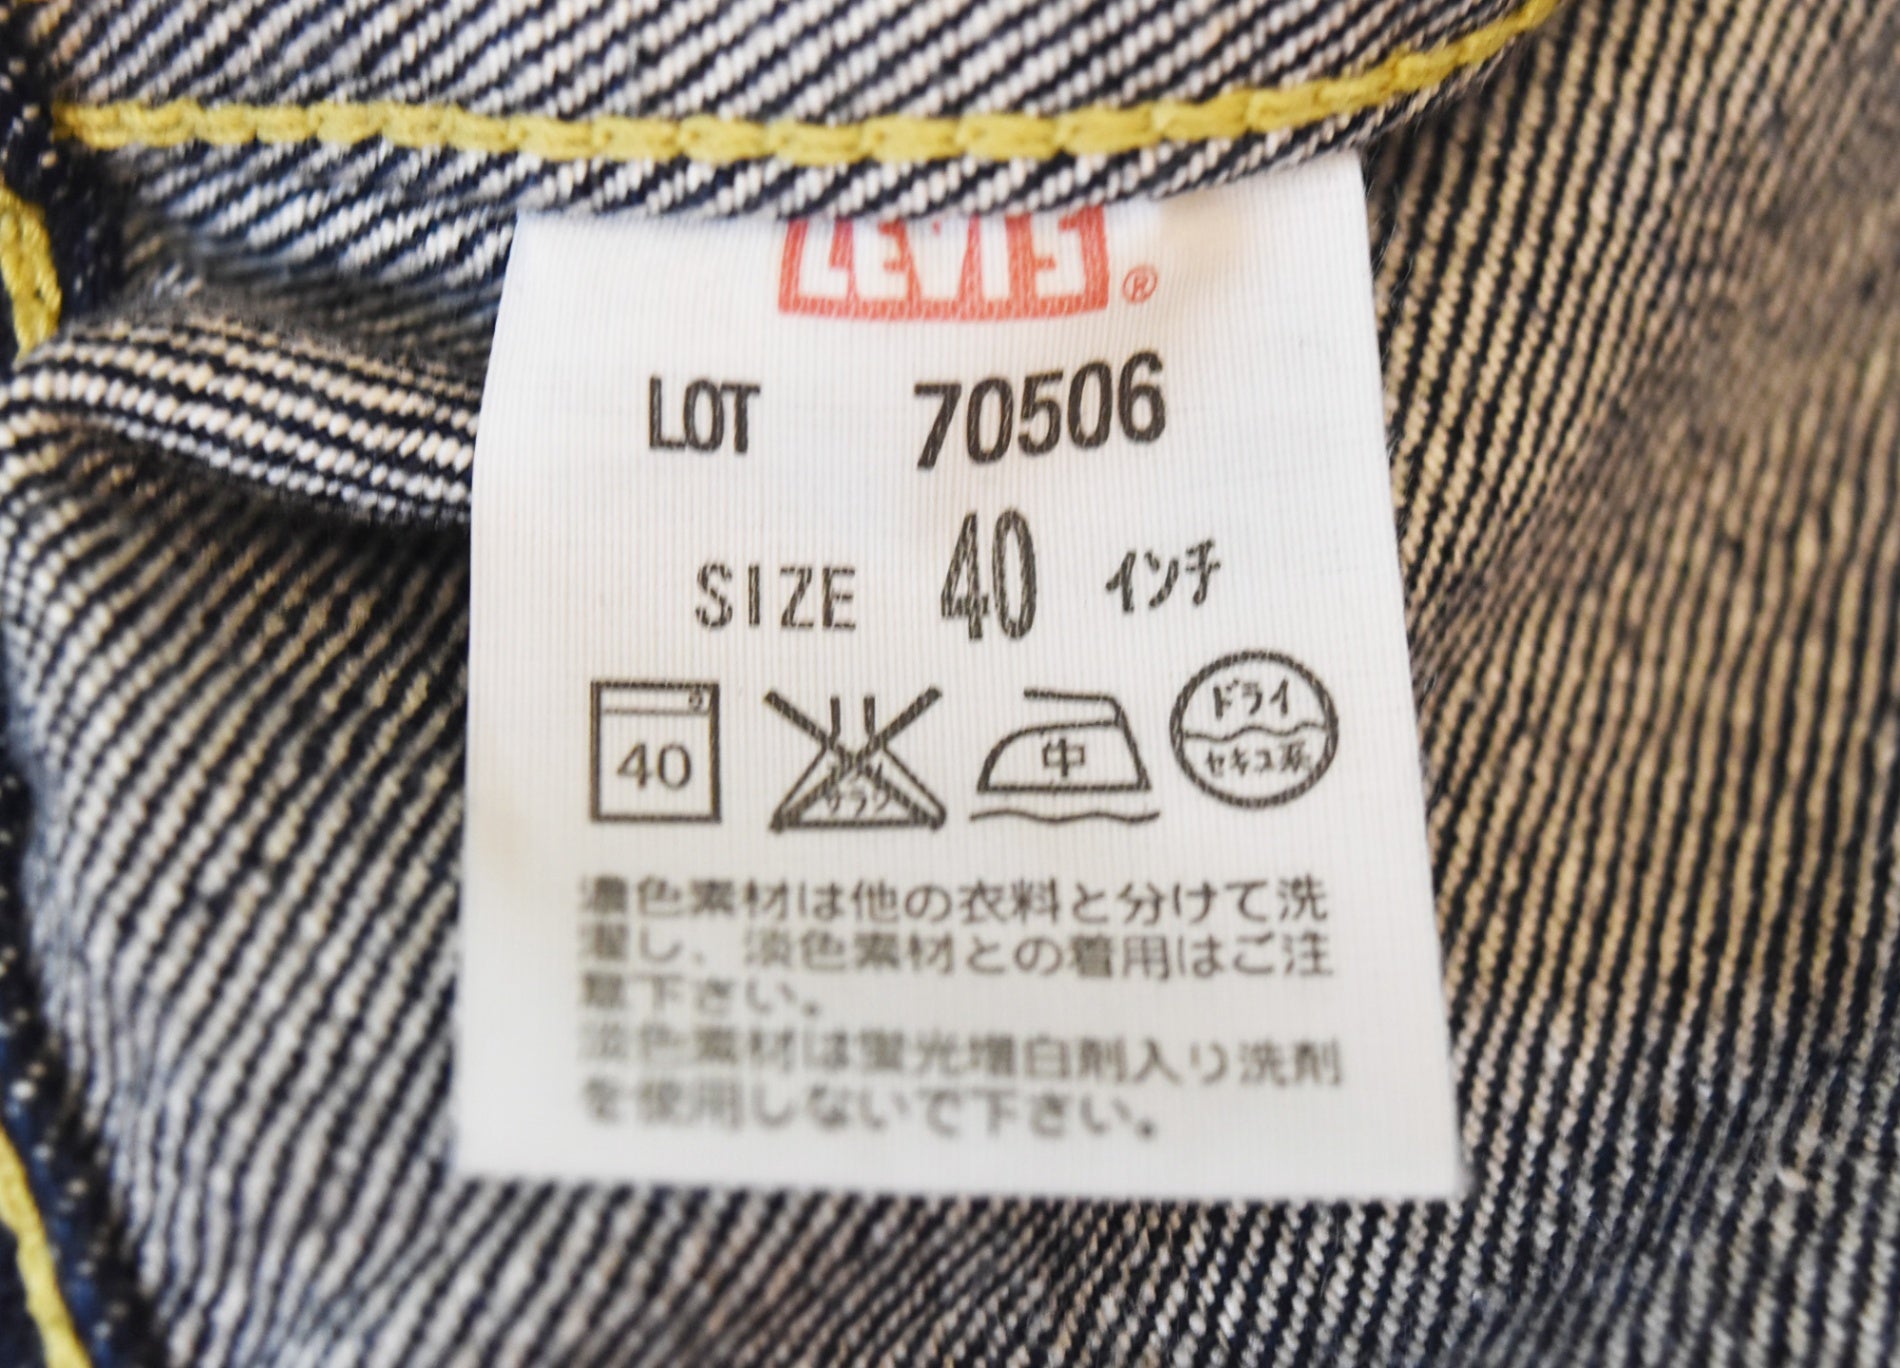 LEVI'S ®
LOT 70506
SIZE 40 インチ
40
サラシ
中
ドライ
セキユ系
濃色素材は他の衣料と分けて洗
濯し、淡色素材との着用はご注
意下さい。
淡色素材は蛍光増白剤入り洗剤
を使用しないで下さい。